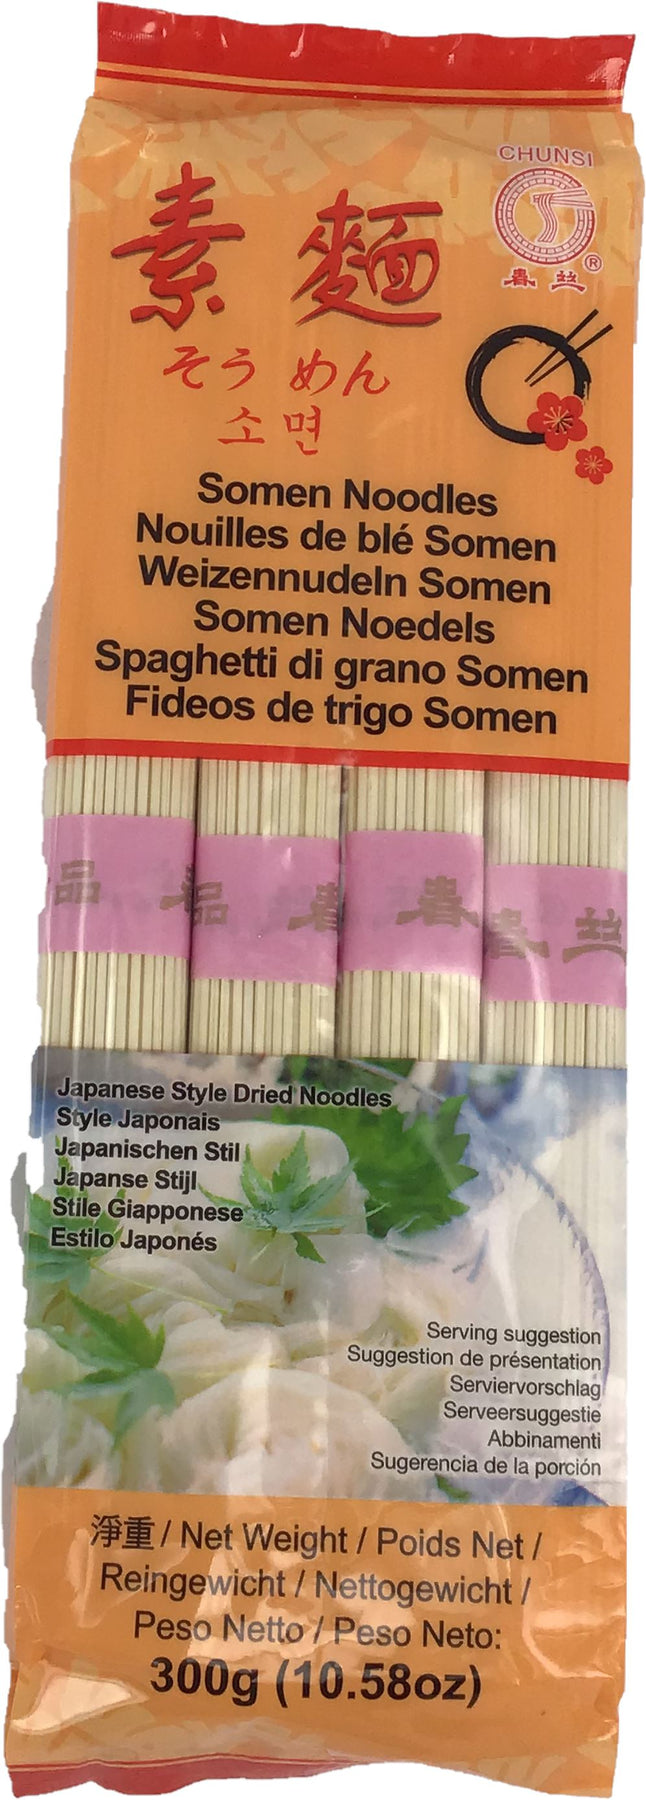 CHUNSI
春丝
®
素麵
そうめん
소면
Somen Noodles
Nouilles de blé Somen
Weizennudeln Somen
Somen Noedels
Spaghetti di grano Somen
Fideos de trigo Somen
品 品 春 春 春丝
Japanese Style Dried Noodles
Style Japonais
Japanischen Stil
Japanse Stijl
Stile Giapponese
Estilo Japonés
Serving suggestion
Suggestion de présentation
Serviervorschlag
Serveersuggestie
Abbinamenti
Sugerencia de la porción
淨重 / Net Weight / Poids Net /
Reingewicht / Nettogewicht /
Peso Netto / Peso Neto:
300g (10.58oz)